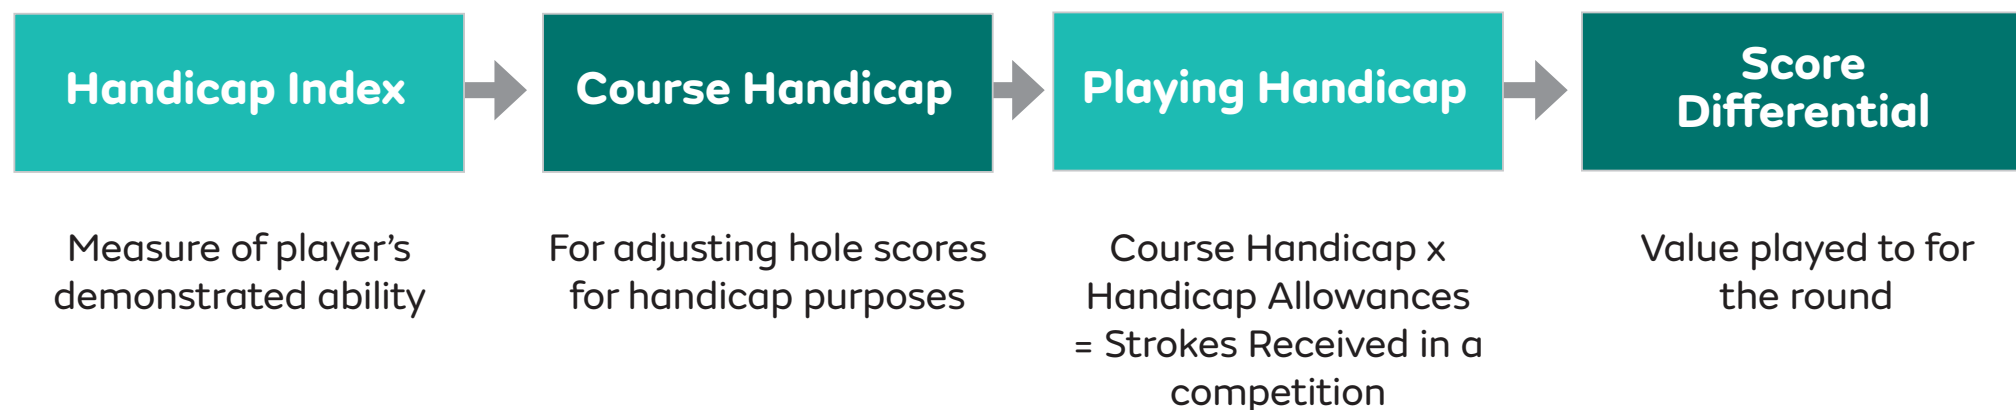 Handicap Index
Course Handicap
Playing Handicap
Score
Differential
Measure of player’s
demonstrated ability
For adjusting hole scores
for handicap purposes
Course Handicap x
Handicap Allowances
= Strokes Received in a
competition
Value played to for
the round